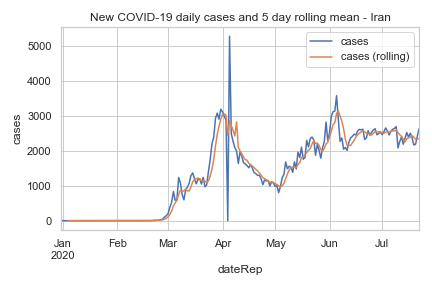 New COVID-19 daily cases and 5 day rolling mean - Iran
cases
cases (rolling)
5000
4000
3000
2000
1000
0
cases
Jan Feb Mar Apr May Jun Jul
2020
dateRep